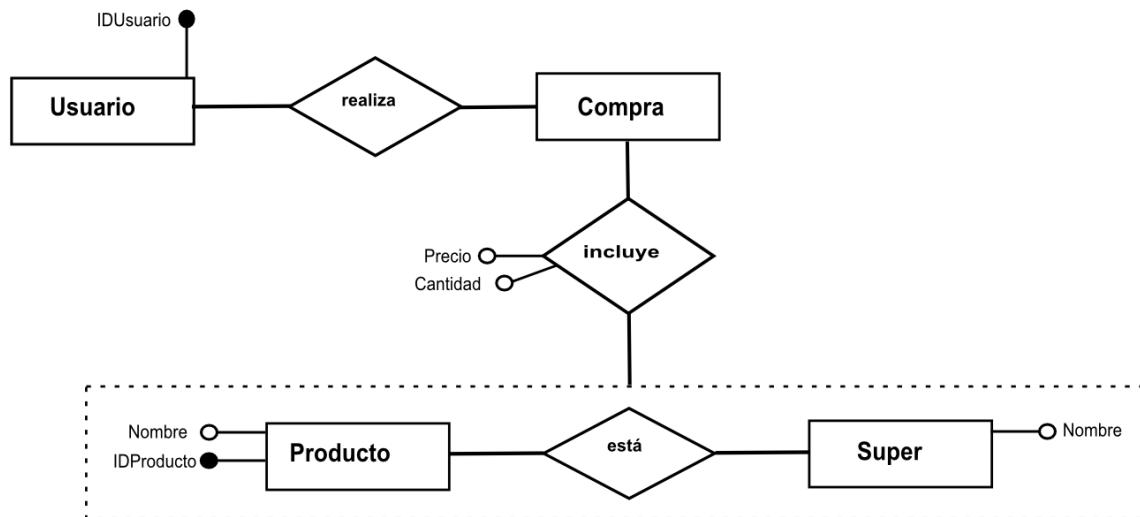 IDUsuario
Usuario
realiza
Compra
Precio
incluye
Cantidad
Nombre
IDProducto
Producto
está
Super
Nombre